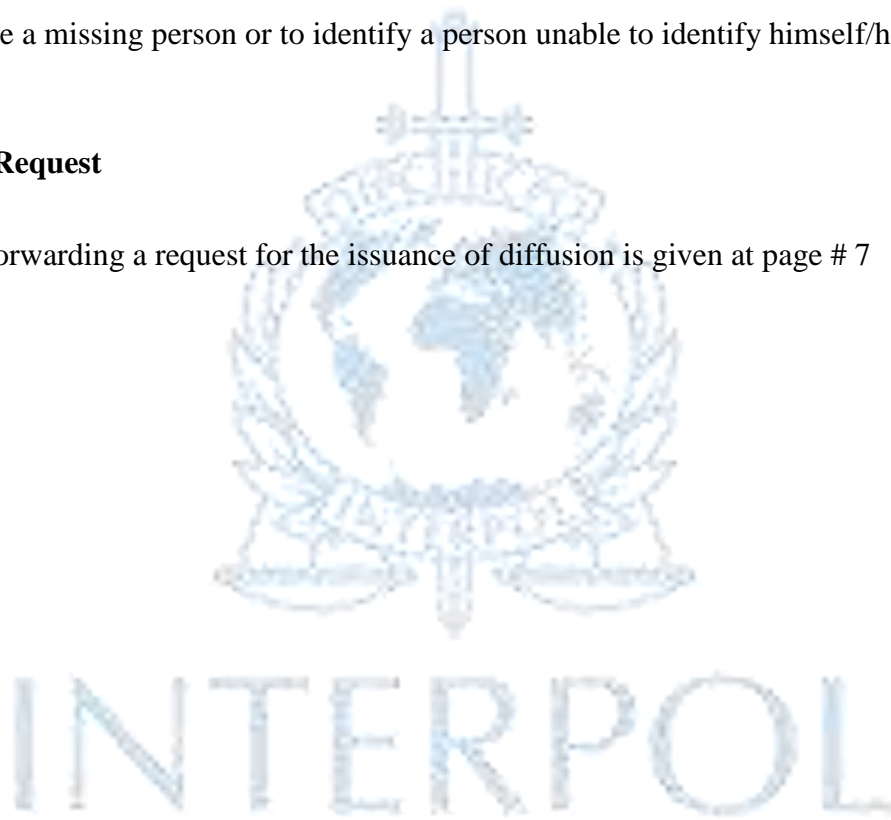 e a missing person or to identify a person unable to identify himself/h
Request
orwarding a request for the issuance of diffusion is given at page # 7
INTERPOL